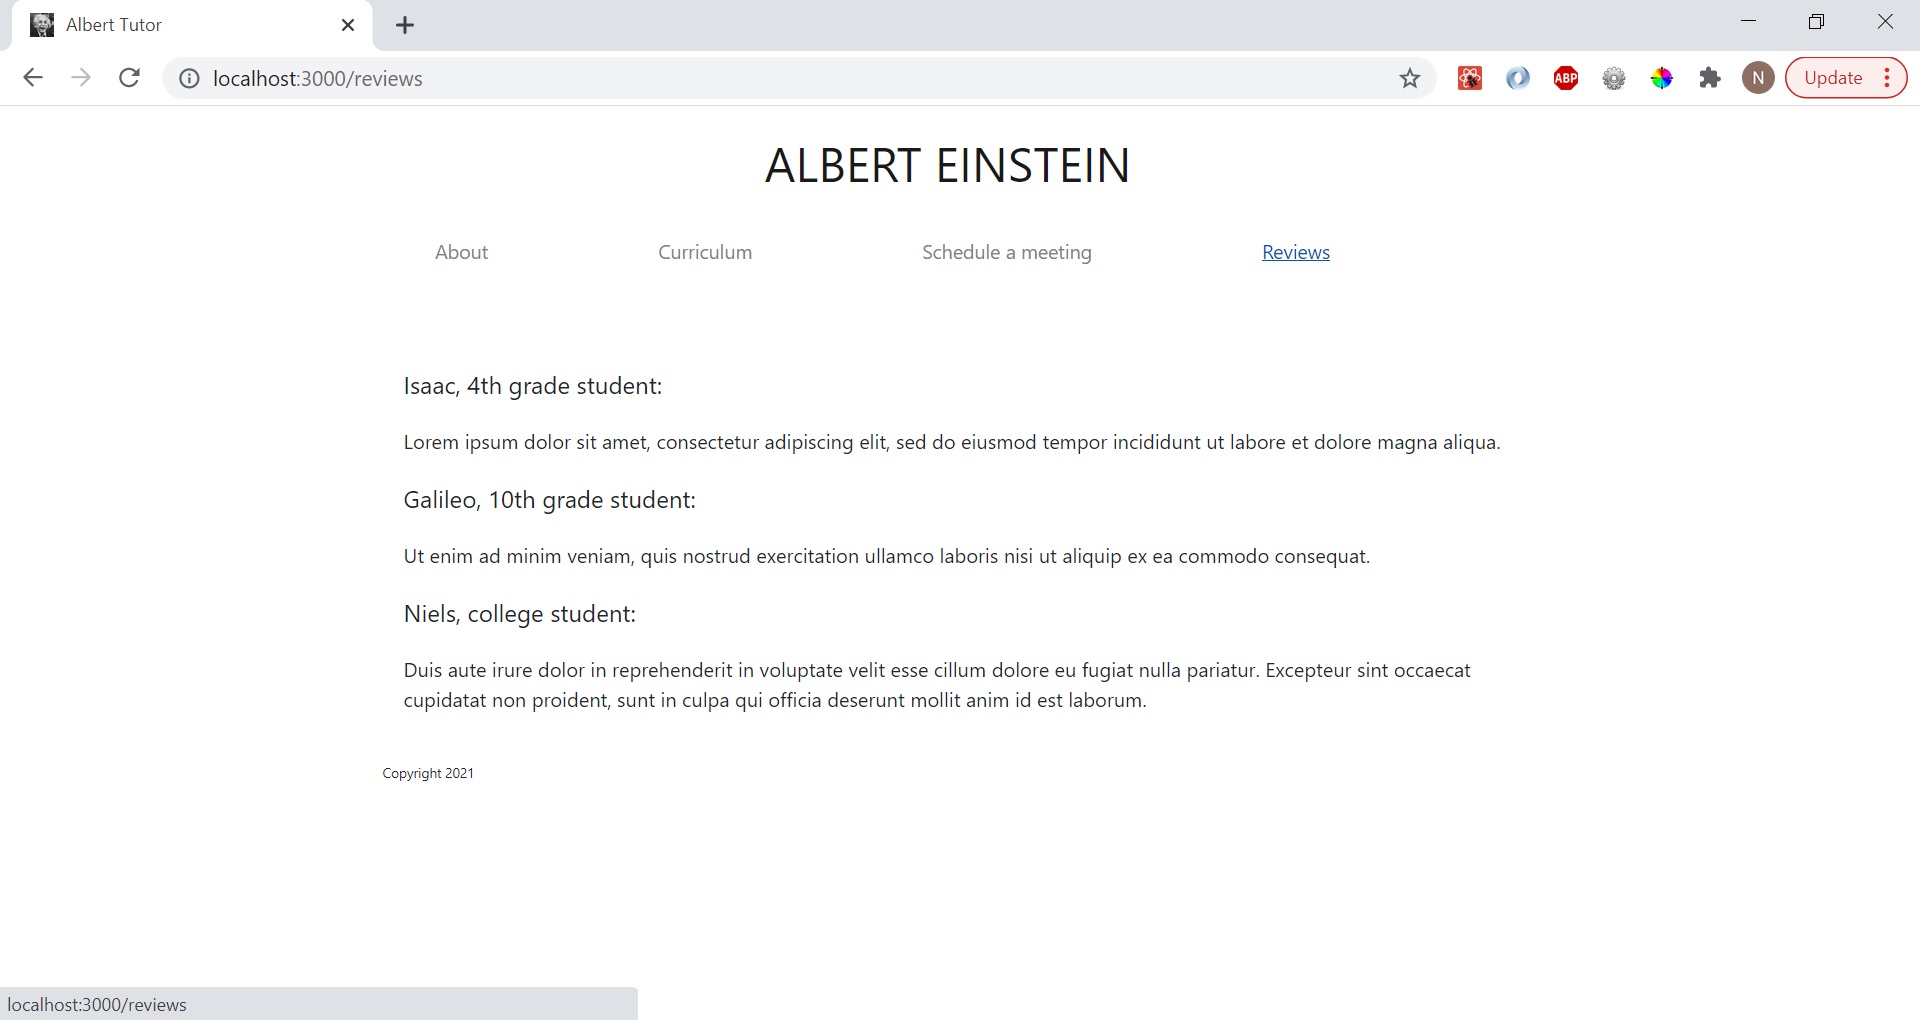 Albert Tutor
localhost:3000/reviews
ABP
N
Update
ALBERT EINSTEIN
About
Curriculum
Schedule a meeting
Reviews
Isaac, 4th grade student:
Lorem ipsum dolor sit amet, consectetur adipiscing elit, sed do eiusmod tempor incididunt ut labore et dolore magna aliqua.
Galileo, 10th grade student:
Ut enim ad minim veniam, quis nostrud exercitation ullamco laboris nisi ut aliquip ex ea commodo consequat.
Niels, college student:
Duis aute irure dolor in reprehenderit in voluptate velit esse cillum dolore eu fugiat nulla pariatur. Excepteur sint occaecat
cupidatat non proident, sunt in culpa qui officia deserunt mollit anim id est laborum.
Copyright 2021
localhost:3000/reviews